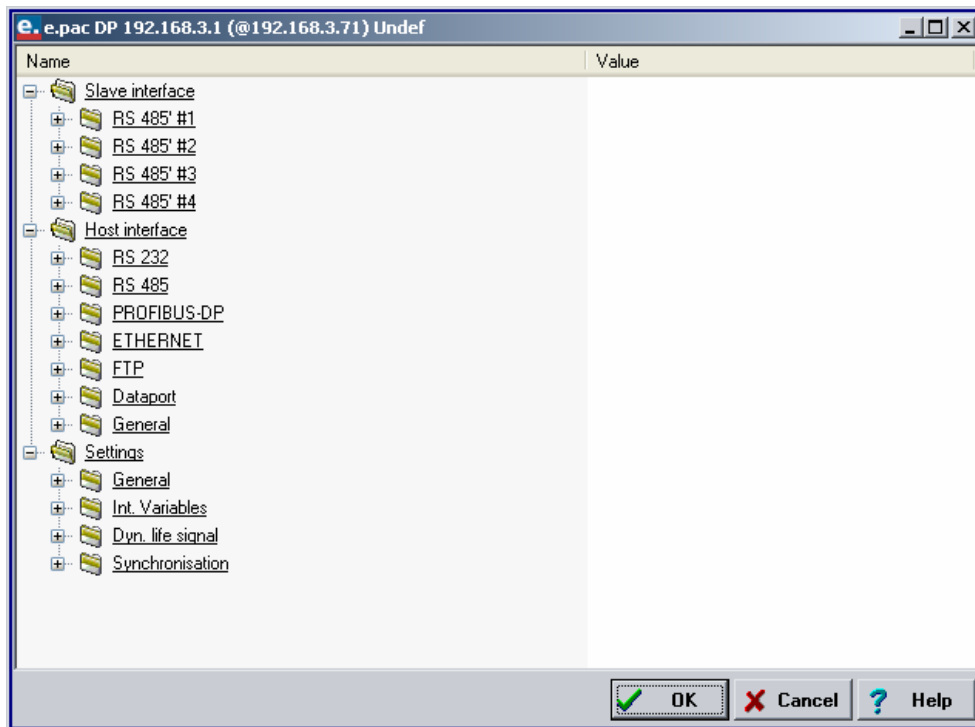 e. e.pac DP 192.168.3.1 (@192.168.3.71) Undef
Name Value
Slave interface
RS 485' #1
RS 485' #2
RS 485' #3
RS 485' #4
Host interface
RS 232
RS 485
PROFIBUS-DP
ETHERNET
FTP
Dataport
General
Settings
General
Int. Variables
Dyn. life signal
Synchronisation
OK Cancel ? Help